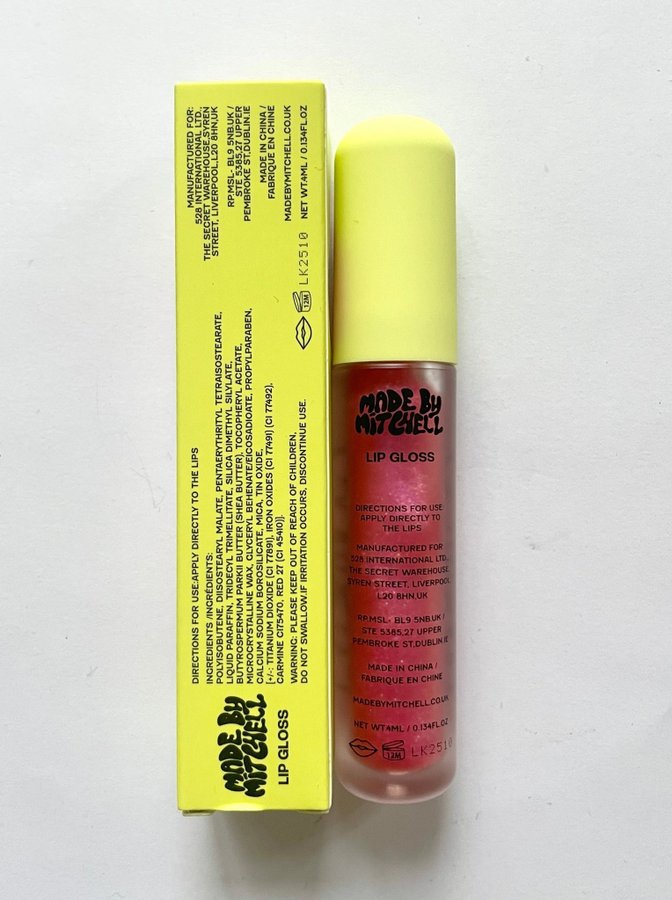 MADE BY
MITCHELL
LIP GLOSS
DIRECTIONS FOR USE:APPLY DIRECTLY TO THE LIPS
INGREDIENTS /INGRÉDIENTS:
POLYISOBUTENE, DIISOSTEARYL MALATE, PENTAERYTHRITYL TETRAISOSTEARATE,
LIQUID PARAFFIN, TRIDECYL TRIMELLITATE, SILICA DIMETHYL SILYLATE,
BUTYROSPERMUM PARKII BUTTER (SHEA BUTTER), TOCOPHERYL ACETATE,
MICROCRYSTALLINE WAX, GLYCERYL BEHENATE/EICOSADIOATE, PROPYLPARABEN,
CALCIUM SODIUM BOROSILICATE, MICA, TIN OXIDE,
[+/-: TITANIUM DIOXIDE (CI 77891), IRON OXIDES (CI 77491) (CI 77492),
CARMINE CI75470, RED 27 (CI 45410)].
WARNING: PLEASE KEEP OUT OF REACH OF CHILDREN,
DO NOT SWALLOW.IF IRRITATION OCCURS, DISCONTINUE USE.
MANUFACTURED FOR:
528 INTERNATIONAL LTD.,
THE SECRET WAREHOUSE,SYREN
STREET, LIVERPOOL,L20 8HN,UK
RP.MSL- BL9 5NB.UK /
STE 5385,27 UPPER
PEMBROKE ST,DUBLIN.IE
MADE IN CHINA /
FABRIQUE EN CHINE
MADEBYMITCHELL.CO.UK
NET WT.4ML / 0.134FL.OZ
12M
LK2510
MADE BY
MITCHELL
LIP GLOSS
DIRECTIONS FOR USE
APPLY DIRECTLY TO
THE LIPS
MANUFACTURED FOR
528 INTERNATIONAL LTD.,
THE SECRET WAREHOUSE
SYREN STREET, LIVERPOOL
L20 8HN,UK
RP.MSL- BL9 5NB.UK /
STE 5385,27 UPPER
PEMBROKE ST,DUBLIN.IE
MADE IN CHINA /
FABRIQUE EN CHINE
MADEBYMITCHELL.CO.UK
NET WT.4ML / 0.134FL.OZ
12M
LK2510